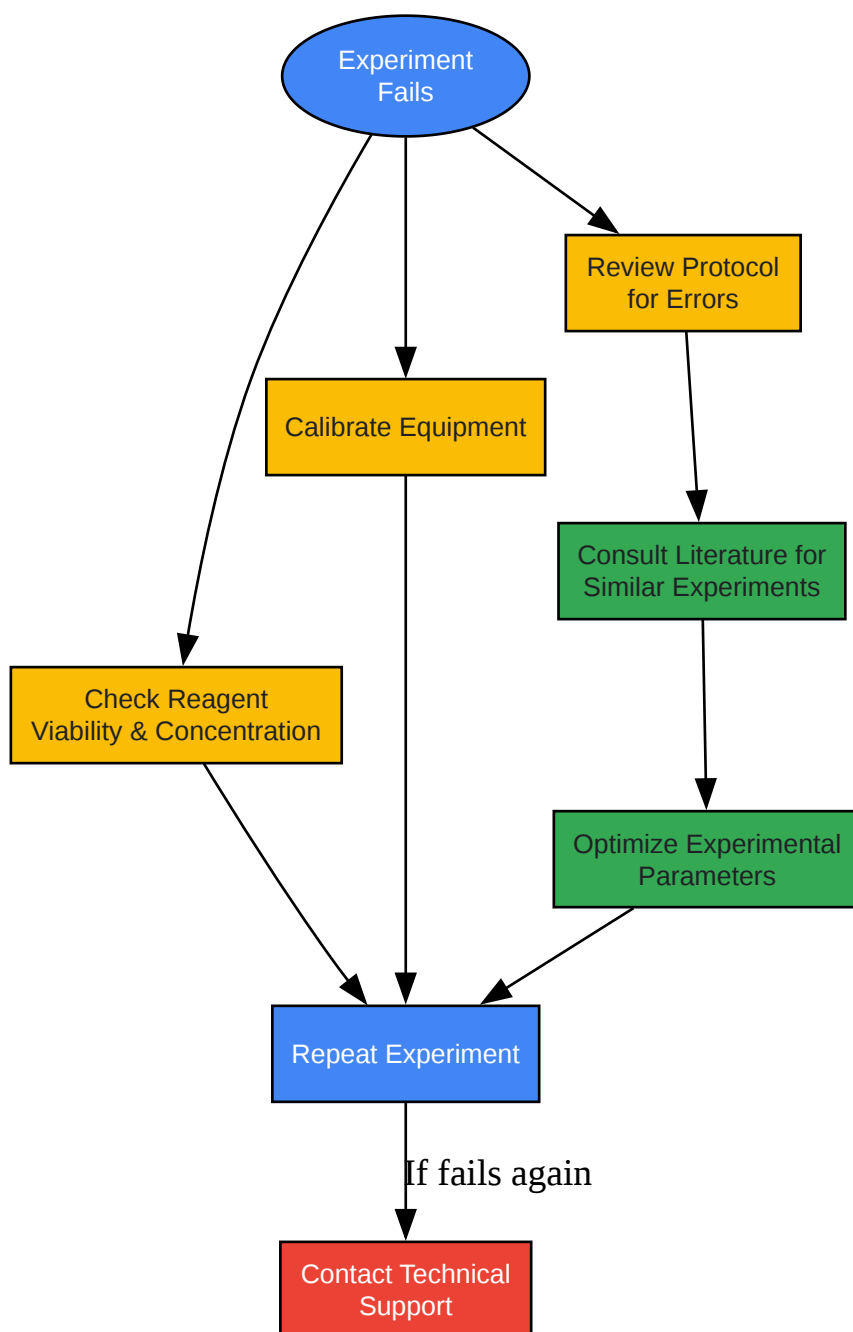 Experiment
Fails
Review Protocol
for Errors
Calibrate Equipment
Consult Literature for
Similar Experiments
Check Reagent
Viability & Concentration
Optimize Experimental
Parameters
Repeat Experiment
If fails again
Contact Technical
Support